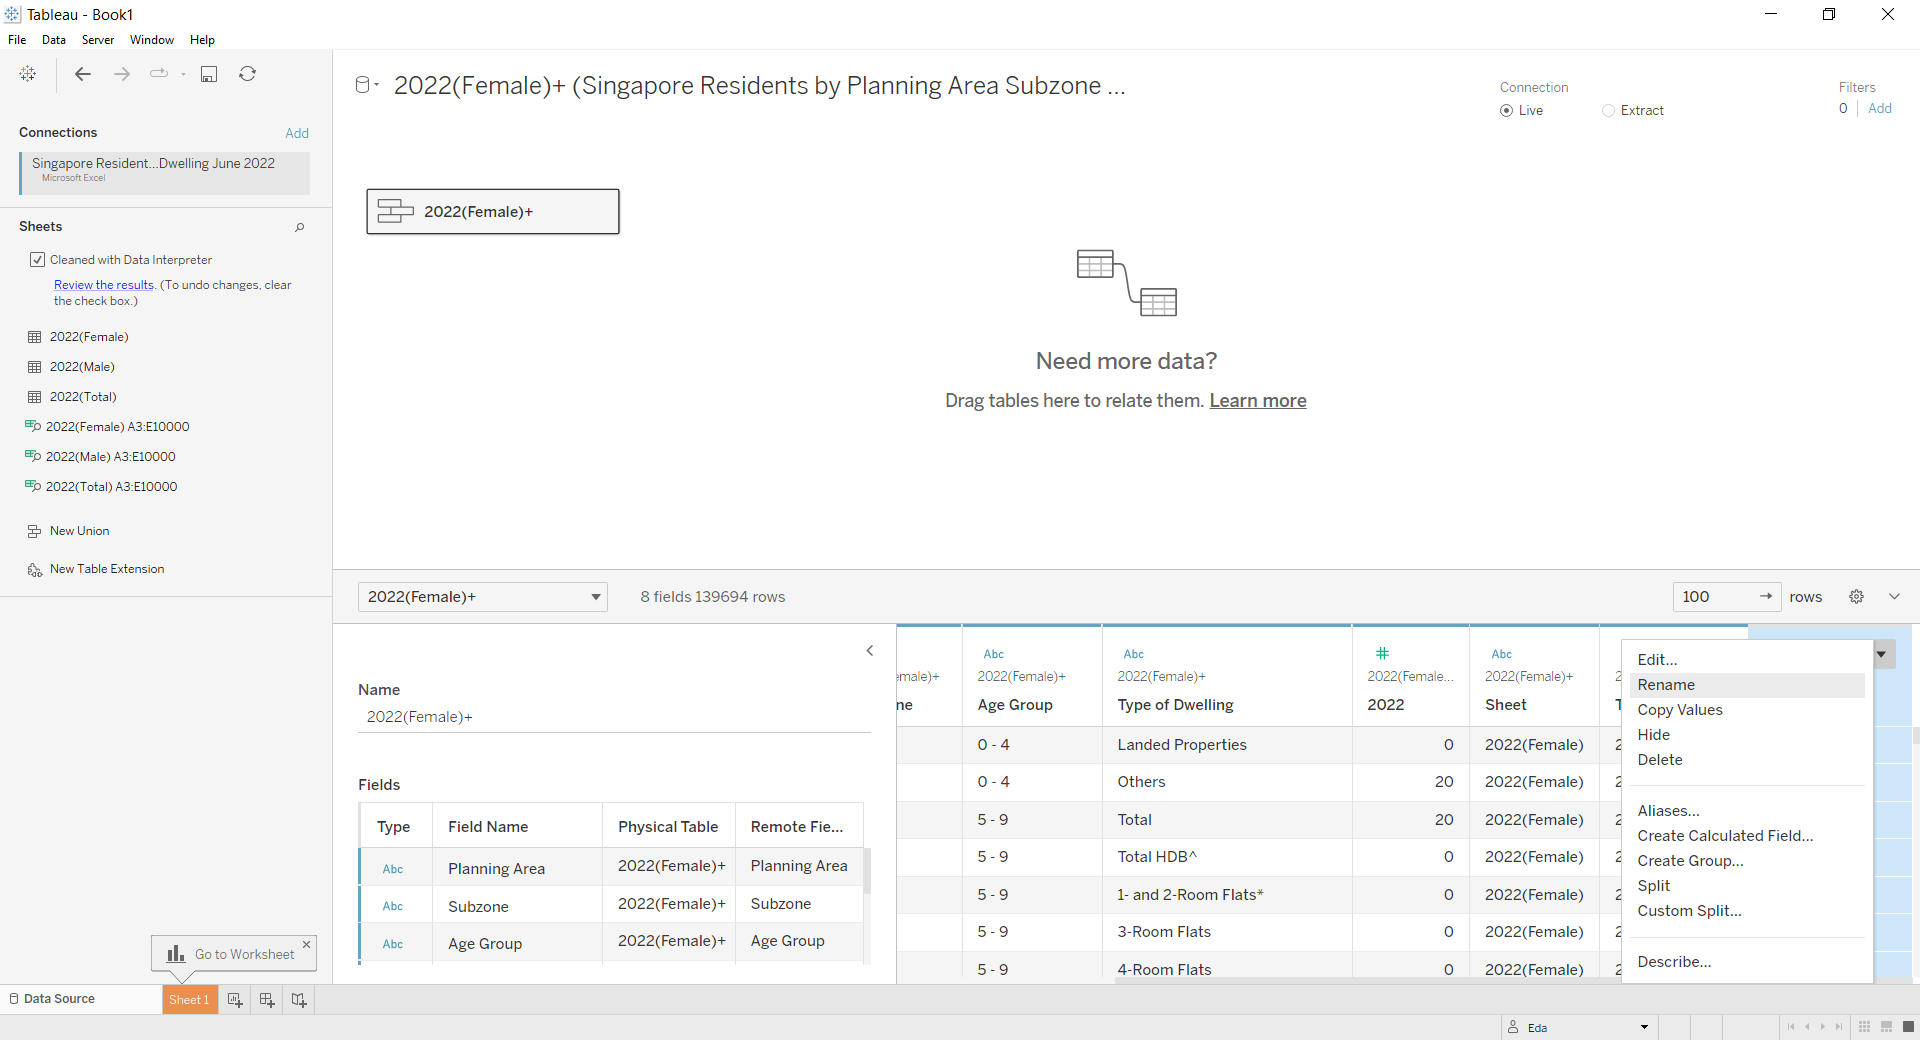 Tableau - Book1
File Data Server Window Help
Connections Add
Singapore Resident...Dwelling June 2022
Microsoft Excel
Sheets
Cleaned with Data Interpreter
Review the results. (To undo changes, clear
the check box.)
2022(Female)
2022(Male)
2022(Total)
2022(Female) A3:E10000
2022(Male) A3:E10000
2022(Total) A3:E10000
New Union
New Table Extension
2022(Female)+ (Singapore Residents by Planning Area Subzone ...
Connection
Live Extract
Filters
0 Add
2022(Female)+
Need more data?
Drag tables here to relate them. Learn more
2022(Female)+ 8 fields 139694 rows 100 rows
Name
2022(Female)+
Fields
Type Field Name Physical Table Remote Fie...
Abc Planning Area 2022(Female)+ Planning Area
Abc Subzone 2022(Female)+ Subzone
Abc Age Group 2022(Female)+ Age Group
Abc Abc # Abc
emale)+ 2022(Female)+ 2022(Female)+ 2022(Female... 2022(Female)+ 2
ne Age Group Type of Dwelling 2022 Sheet T
0 - 4 Landed Properties 0 2022(Female) 2
0 - 4 Others 20 2022(Female) 2
5 - 9 Total 20 2022(Female) 2
5 - 9 Total HDB^ 0 2022(Female) 2
5 - 9 1- and 2-Room Flats* 0 2022(Female) 2
5 - 9 3-Room Flats 0 2022(Female) 2
5 - 9 4-Room Flats 0 2022(Female) 2
Edit...
Rename
Copy Values
Hide
Delete
Aliases...
Create Calculated Field...
Create Group...
Split
Custom Split...
Describe...
Go to Worksheet
Data Source Sheet 1
Eda